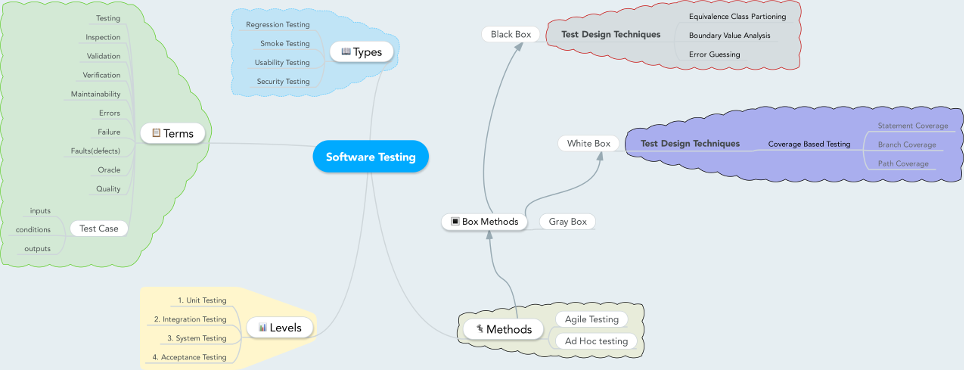 Testing
Inspection
Validation
Verification
Maintainability
Errors
Failure
Faults(defects)
Oracle
Quality
inputs
conditions
outputs
Test Case
Terms
Regression Testing
Smoke Testing
Usability Testing
Security Testing
Types
Software Testing
1. Unit Testing
2. Integration Testing
3. System Testing
4. Acceptance Testing
Levels
Black Box
Test Design Techniques
Equivalence Class Partioning
Boundary Value Analysis
Error Guessing
White Box
Test Design Techniques
Coverage Based Testing
Statement Coverage
Branch Coverage
Path Coverage
Box Methods
Gray Box
Methods
Agile Testing
Ad Hoc testing